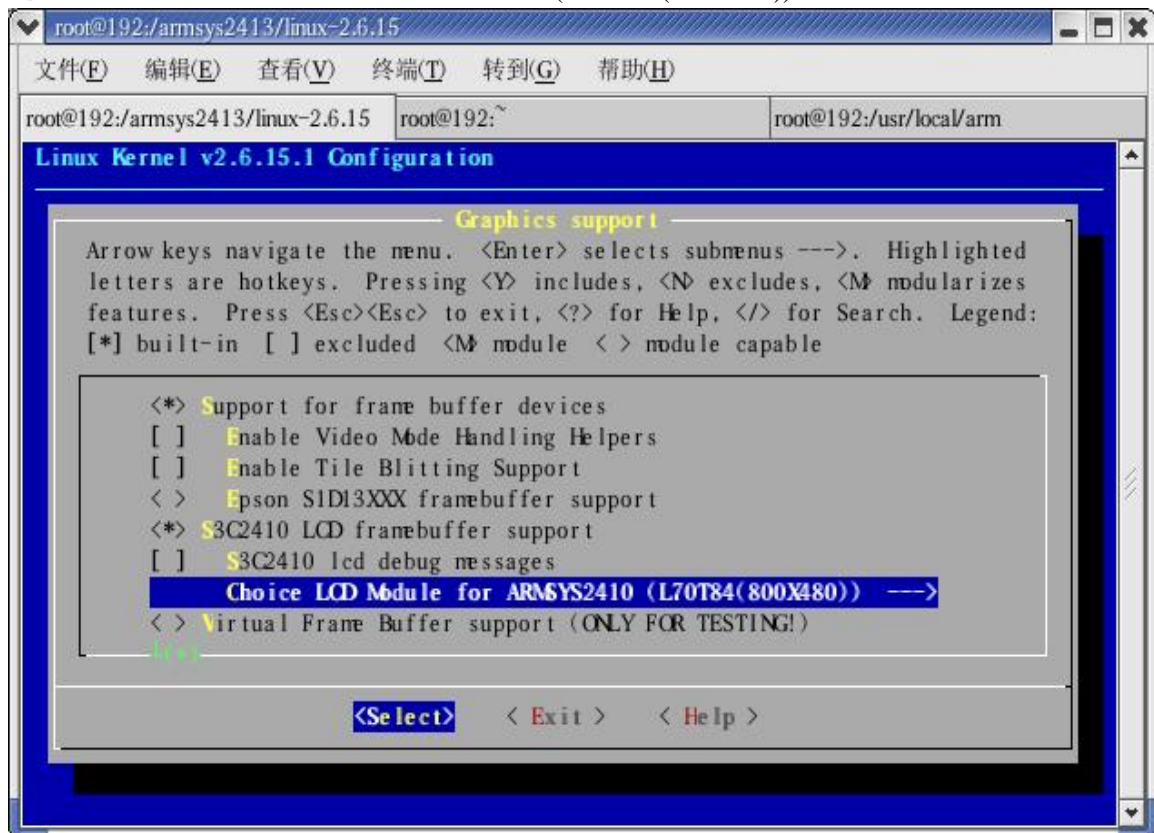 root@192:/armsys2413/linux-2.6.15
文件(F) 编辑(E) 查看(V) 终端(T) 转到(G) 帮助(H)
root@192:/armsys2413/linux-2.6.15 root@192:~ root@192:/usr/local/arm
Linux Kernel v2.6.15.1 Configuration
Graphics support
Arrow keys navigate the menu. <Enter> selects submenus --->. Highlighted
letters are hotkeys. Pressing <Y> includes, <N> excludes, <M> modularizes
features. Press <Esc><Esc> to exit, <?> for Help, </> for Search. Legend:
[*] built-in [ ] excluded <M> module < > module capable
<*> Support for frame buffer devices
[ ] Enable Video Mode Handling Helpers
[ ] Enable Tile Blitting Support
< > Epson S1D13XXX framebuffer support
<*> S3C2410 LCD framebuffer support
[ ] S3C2410 lcd debug messages
Choice LCD Module for ARMSYS2410 (L70T84(800X480)) --->
< > Virtual Frame Buffer support (ONLY FOR TESTING!)
<Select> < Exit > < Help >